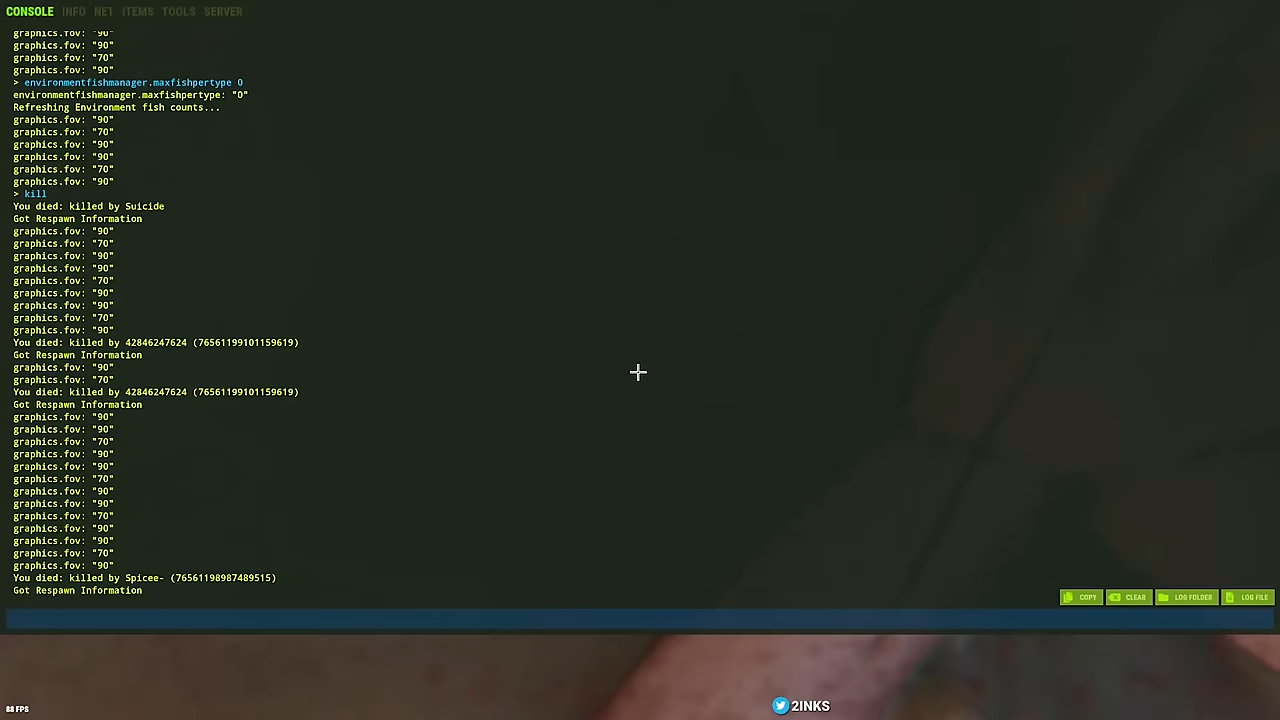 CONSOLE INFO NET ITEMS TOOLS SERVER
graphics.fov: "90"
graphics.fov: "90"
graphics.fov: "70"
graphics.fov: "90"
> environmentfishmanager.maxfishpertype 0
environmentfishmanager.maxfishpertype: "0"
Refreshing Environment fish counts...
graphics.fov: "90"
graphics.fov: "70"
graphics.fov: "90"
graphics.fov: "90"
graphics.fov: "70"
graphics.fov: "90"
> kill
You died: killed by Suicide
Got Respawn Information
graphics.fov: "90"
graphics.fov: "70"
graphics.fov: "90"
graphics.fov: "90"
graphics.fov: "70"
graphics.fov: "90"
graphics.fov: "90"
graphics.fov: "70"
graphics.fov: "90"
You died: killed by 42846247624 (76561199101159619)
Got Respawn Information
graphics.fov: "90"
graphics.fov: "70"
You died: killed by 42846247624 (76561199101159619)
Got Respawn Information
graphics.fov: "90"
graphics.fov: "90"
graphics.fov: "70"
graphics.fov: "90"
graphics.fov: "90"
graphics.fov: "70"
graphics.fov: "90"
graphics.fov: "90"
graphics.fov: "70"
graphics.fov: "90"
graphics.fov: "90"
graphics.fov: "70"
graphics.fov: "90"
You died: killed by Spicee- (76561198987489515)
Got Respawn Information
COPY CLEAR LOG FOLDER LOG FILE
88 FPS
2INKS